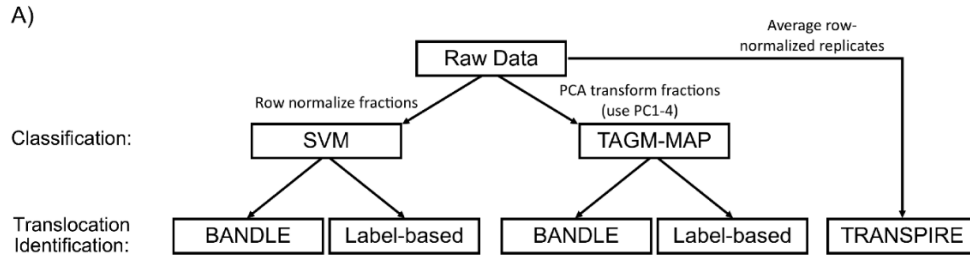 A)
Average row-
normalized replicates
Raw Data
Row normalize fractions
PCA transform fractions
(use PC1-4)
Classification:
SVM
TAGM-MAP
Translocation
Identification:
BANDLE
Label-based
BANDLE
Label-based
TRANSPIRE